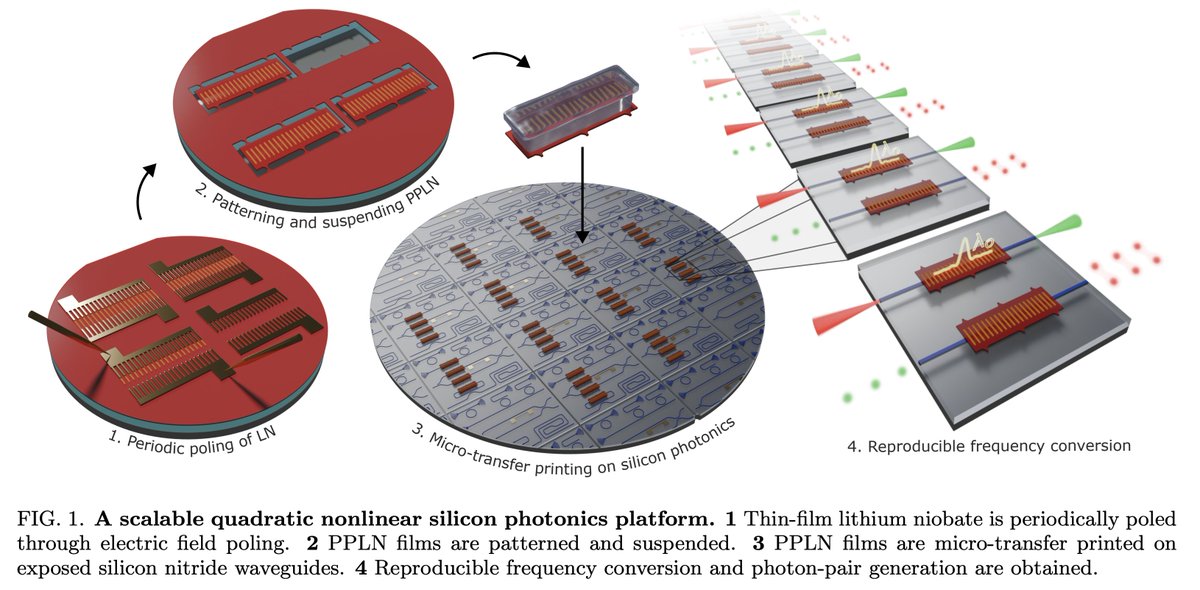 2. Patterning and suspending PPLN
1. Periodic poling of LN
3. Micro-transfer printing on silicon photonics
λ₀
λ₀
4. Reproducible frequency conversion
FIG. 1. A scalable quadratic nonlinear silicon photonics platform. 1 Thin-film lithium niobate is periodically poled
through electric field poling. 2 PPLN films are patterned and suspended. 3 PPLN films are micro-transfer printed on
exposed silicon nitride waveguides. 4 Reproducible frequency conversion and photon-pair generation are obtained.